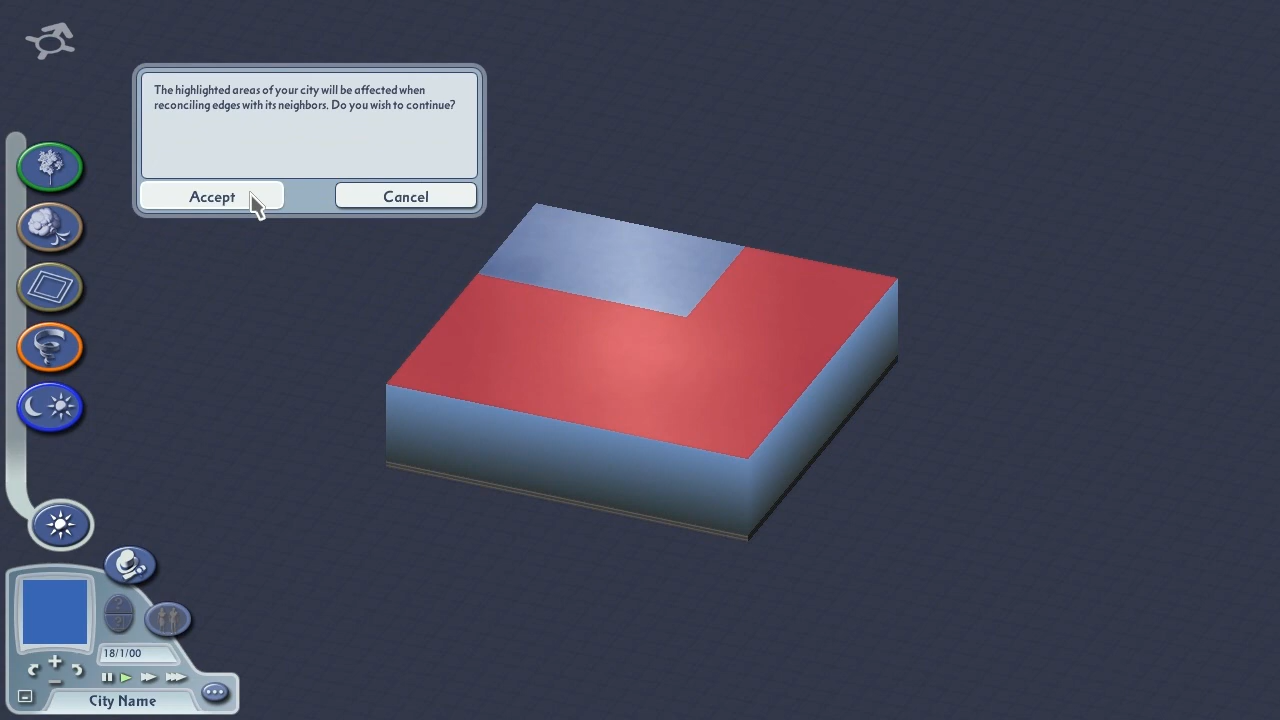 The highlighted areas of your city will be affected when
reconciling edges with its neighbors. Do you wish to continue?
Accept
Cancel
18/1/00
City Name